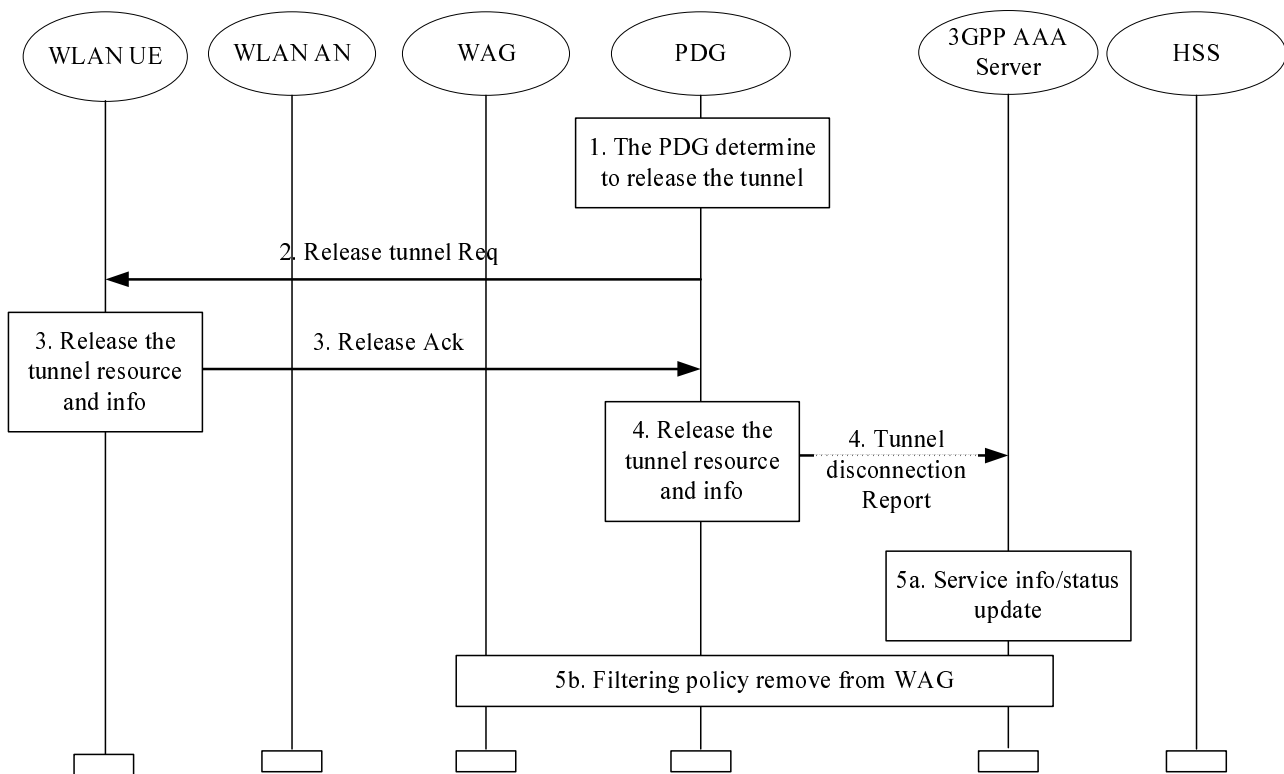 WLAN UE
WLAN AN
WAG
PDG
3GPP AAA
Server
HSS
1. The PDG determine
to release the tunnel
2. Release tunnel Req
3. Release the
tunnel resource
and info
3. Release Ack
4. Release the
tunnel resource
and info
4. Tunnel
disconnection
Report
5a. Service info/status
update
5b. Filtering policy remove from WAG